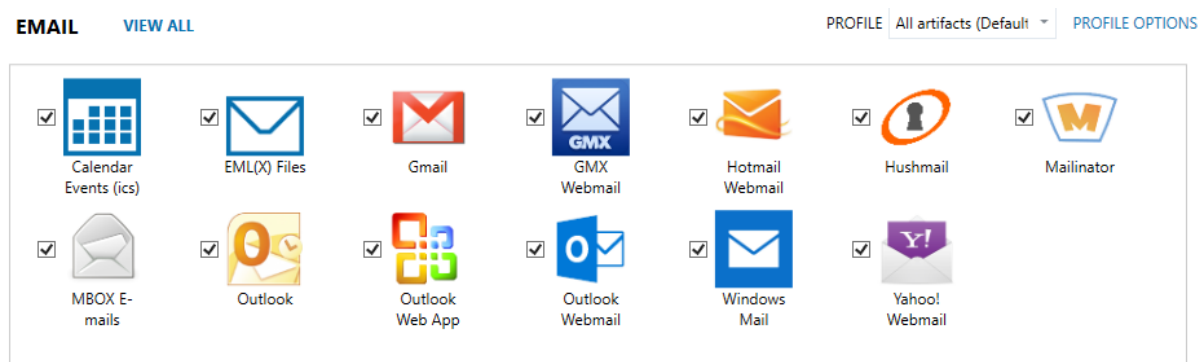 EMAIL VIEW ALL PROFILE All artifacts (Default PROFILE OPTIONS
GMX
M
Calendar EML(X) Files Gmail GMX Hotmail Hushmail Mailinator
Events (ics) Webmail Webmail
O O Y!
MBOX E- Outlook Outlook Outlook Windows Yahoo!
mails Web App Webmail Mail Webmail